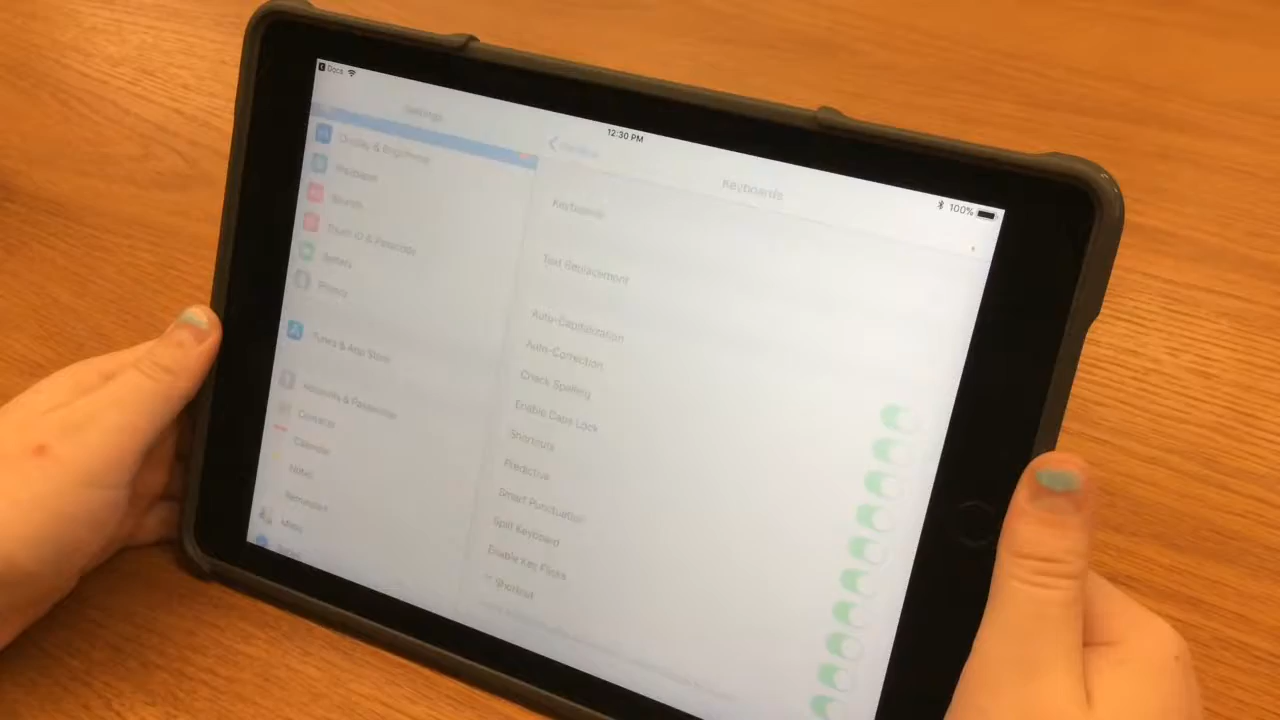 Docs
12:30 PM
100%
Settings
Display & Brightness
Wallpaper
Sounds
Touch ID & Passcode
Battery
Privacy
iTunes & App Store
Accounts & Passwords
Contacts
Calendar
Notes
Reminders
Keyboards
Keyboards
Text Replacement
Auto-Capitalization
Auto-Correction
Check Spelling
Enable Caps Lock
Shortcuts
Predictive
Smart Punctuation
Split Keyboard
Enable Key Flicks
"." Shortcut